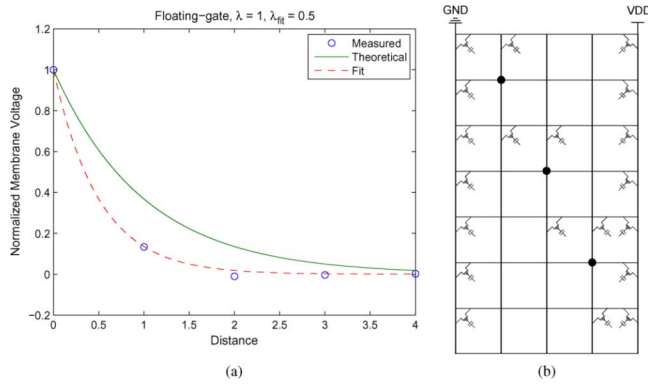 Floating-gate, λ = 1, λfit = 0.5
Measured
Theoretical
Fit
1.2
1
0.8
0.6
0.4
0.2
0
-0.2
Normalized Membrane Voltage
0 0.5 1 1.5 2 2.5 3 3.5 4
Distance
(a)
GND VDD
(b)